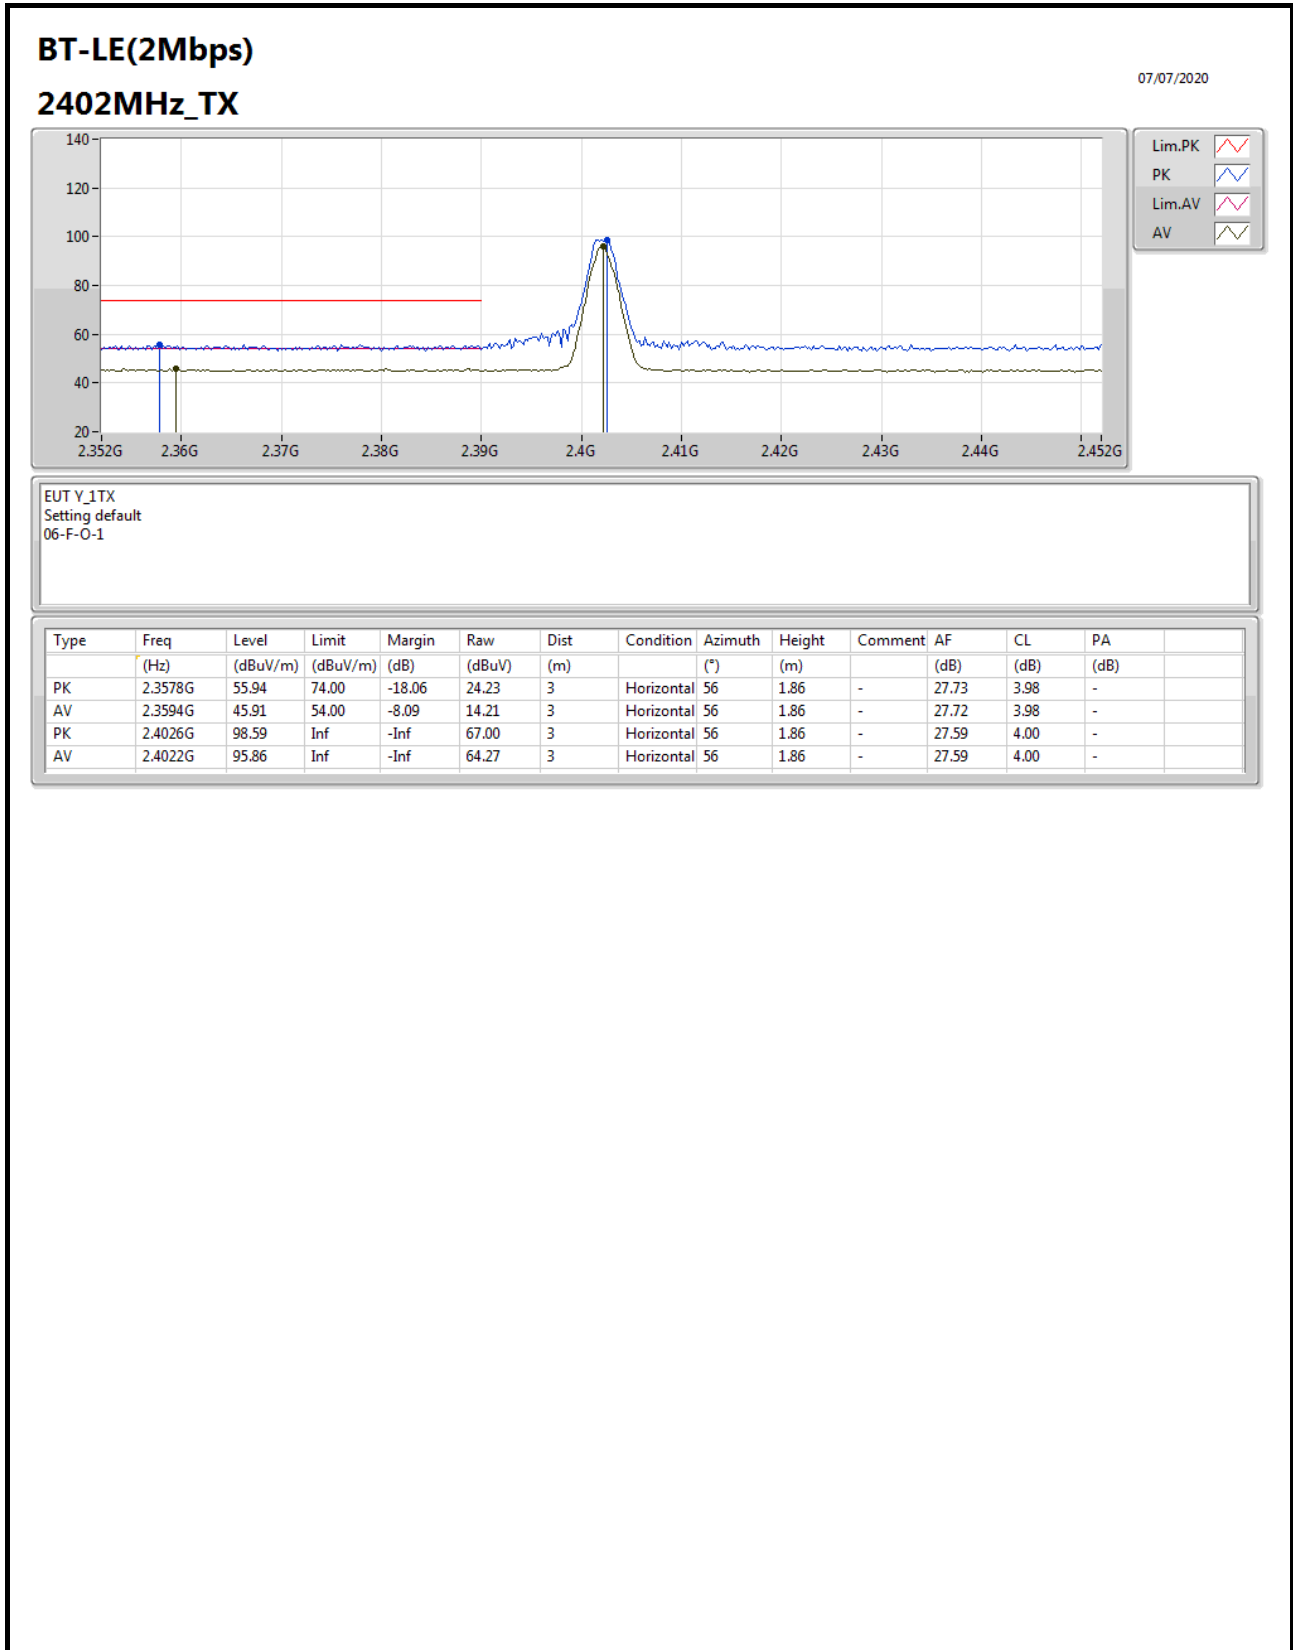 BT-LE(2Mbps)
07/07/2020
2402MHz_TX
140
120
100
80
60
40
20
2.352G 2.36G 2.37G 2.38G 2.39G 2.4G 2.41G 2.42G 2.43G 2.44G 2.452G
Lim.PK
PK
Lim.AV
AV
EUT Y_1TX
Setting default
06-F-O-1
Type Freq Level Limit Margin Raw Dist Condition Azimuth Height Comment AF CL PA
(Hz) (dBuV/m) (dBuV/m) (dB) (dBuV) (m) (°) (m) (dB) (dB) (dB)
PK 2.3578G 55.94 74.00 -18.06 24.23 3 Horizontal 56 1.86 - 27.73 3.98 -
AV 2.3594G 45.91 54.00 -8.09 14.21 3 Horizontal 56 1.86 - 27.72 3.98 -
PK 2.4026G 98.59 Inf -Inf 67.00 3 Horizontal 56 1.86 - 27.59 4.00 -
AV 2.4022G 95.86 Inf -Inf 64.27 3 Horizontal 56 1.86 - 27.59 4.00 -